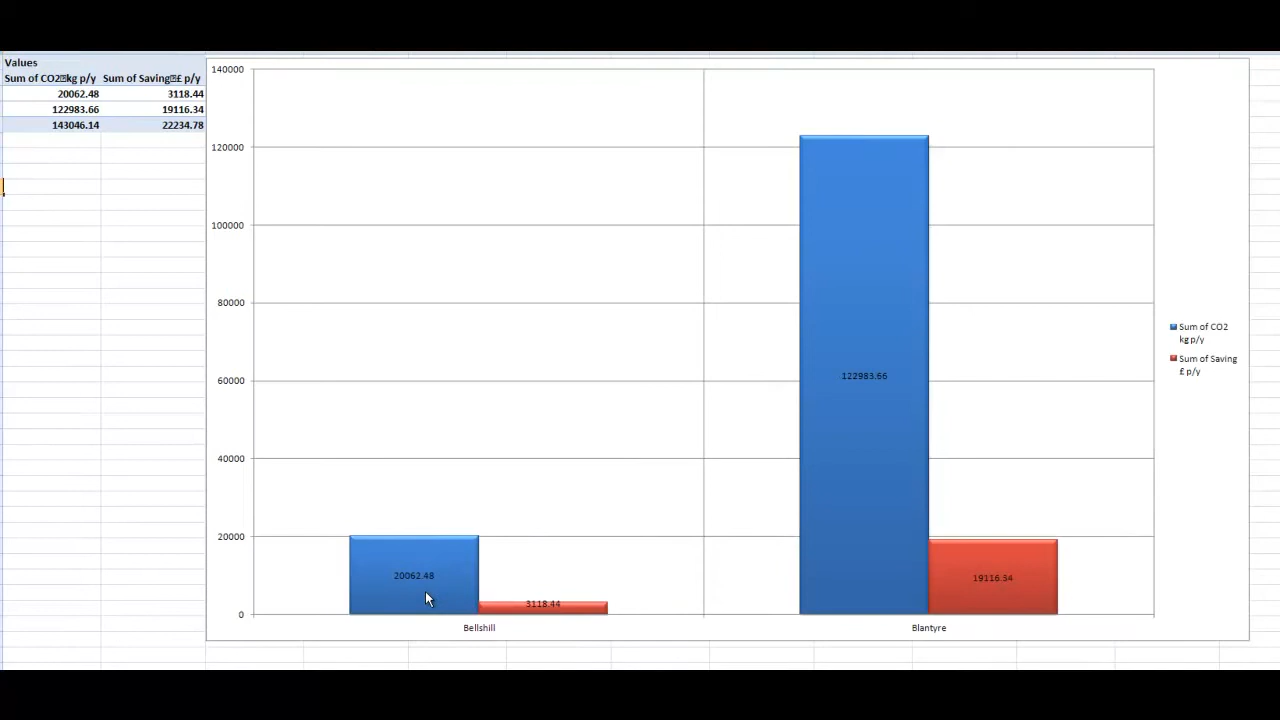 Values
Sum of CO2 kg p/y Sum of Saving £ p/y
20062.48 3118.44
122983.66 19116.34
143046.14 22234.78
140000
120000
100000
80000
60000
40000
20000
0
122983.66
20062.48
3118.44
19116.34
Bellshill
Blantyre
Sum of CO2
kg p/y
Sum of Saving
£ p/y